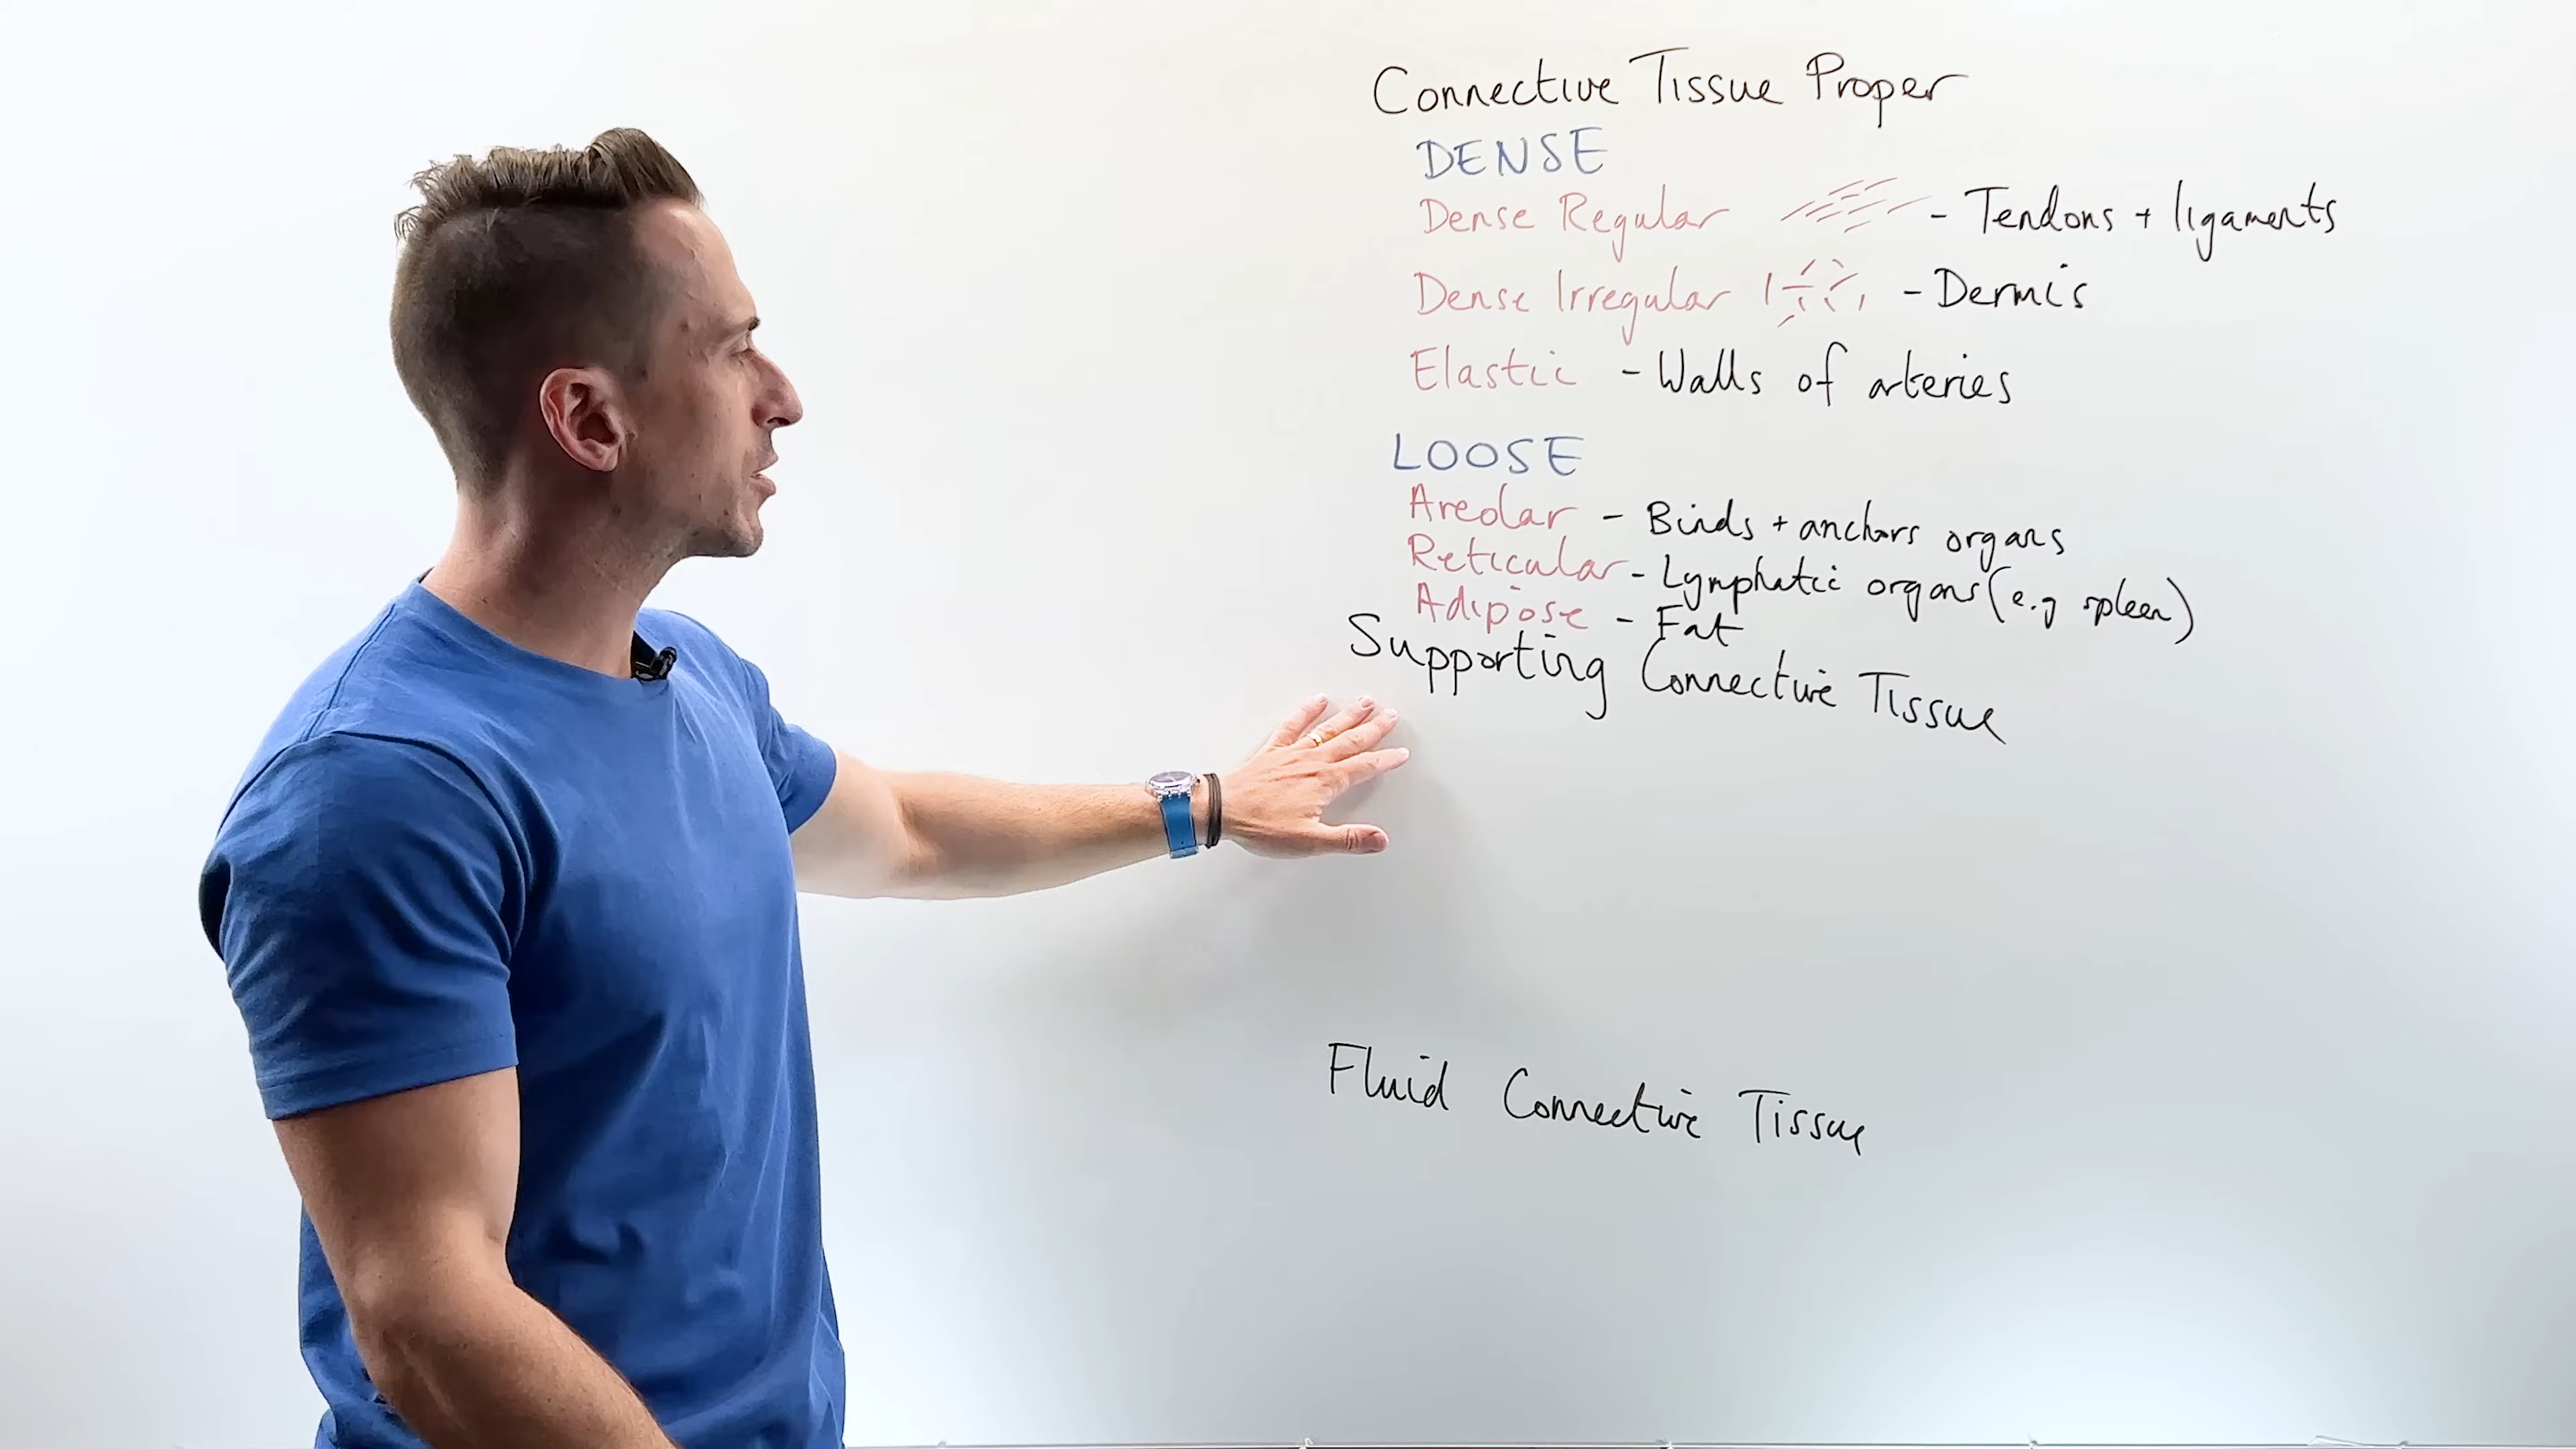 Connective Tissue Proper
DENSE
Dense Regular - Tendons + ligaments
Dense Irregular - Dermis
Elastic - Walls of arteries
LOOSE
Areolar - Binds + anchors organs
Reticular - Lymphatic organs (e.g spleen)
Adipose - Fat
Supporting Connective Tissue
Fluid Connective Tissue